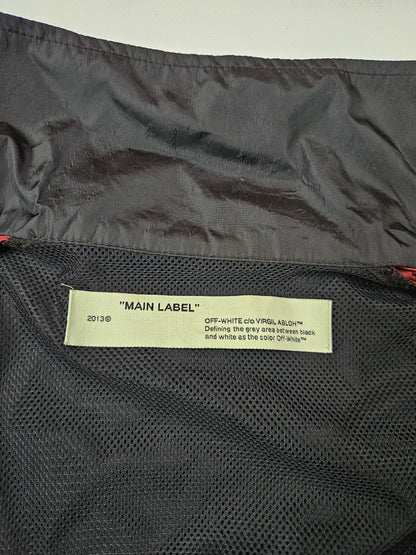 "MAIN LABEL"
2013©
OFF-WHITE c/o VIRGIL ABLOH™
Defining the grey area between black
and white as the color Off-White™